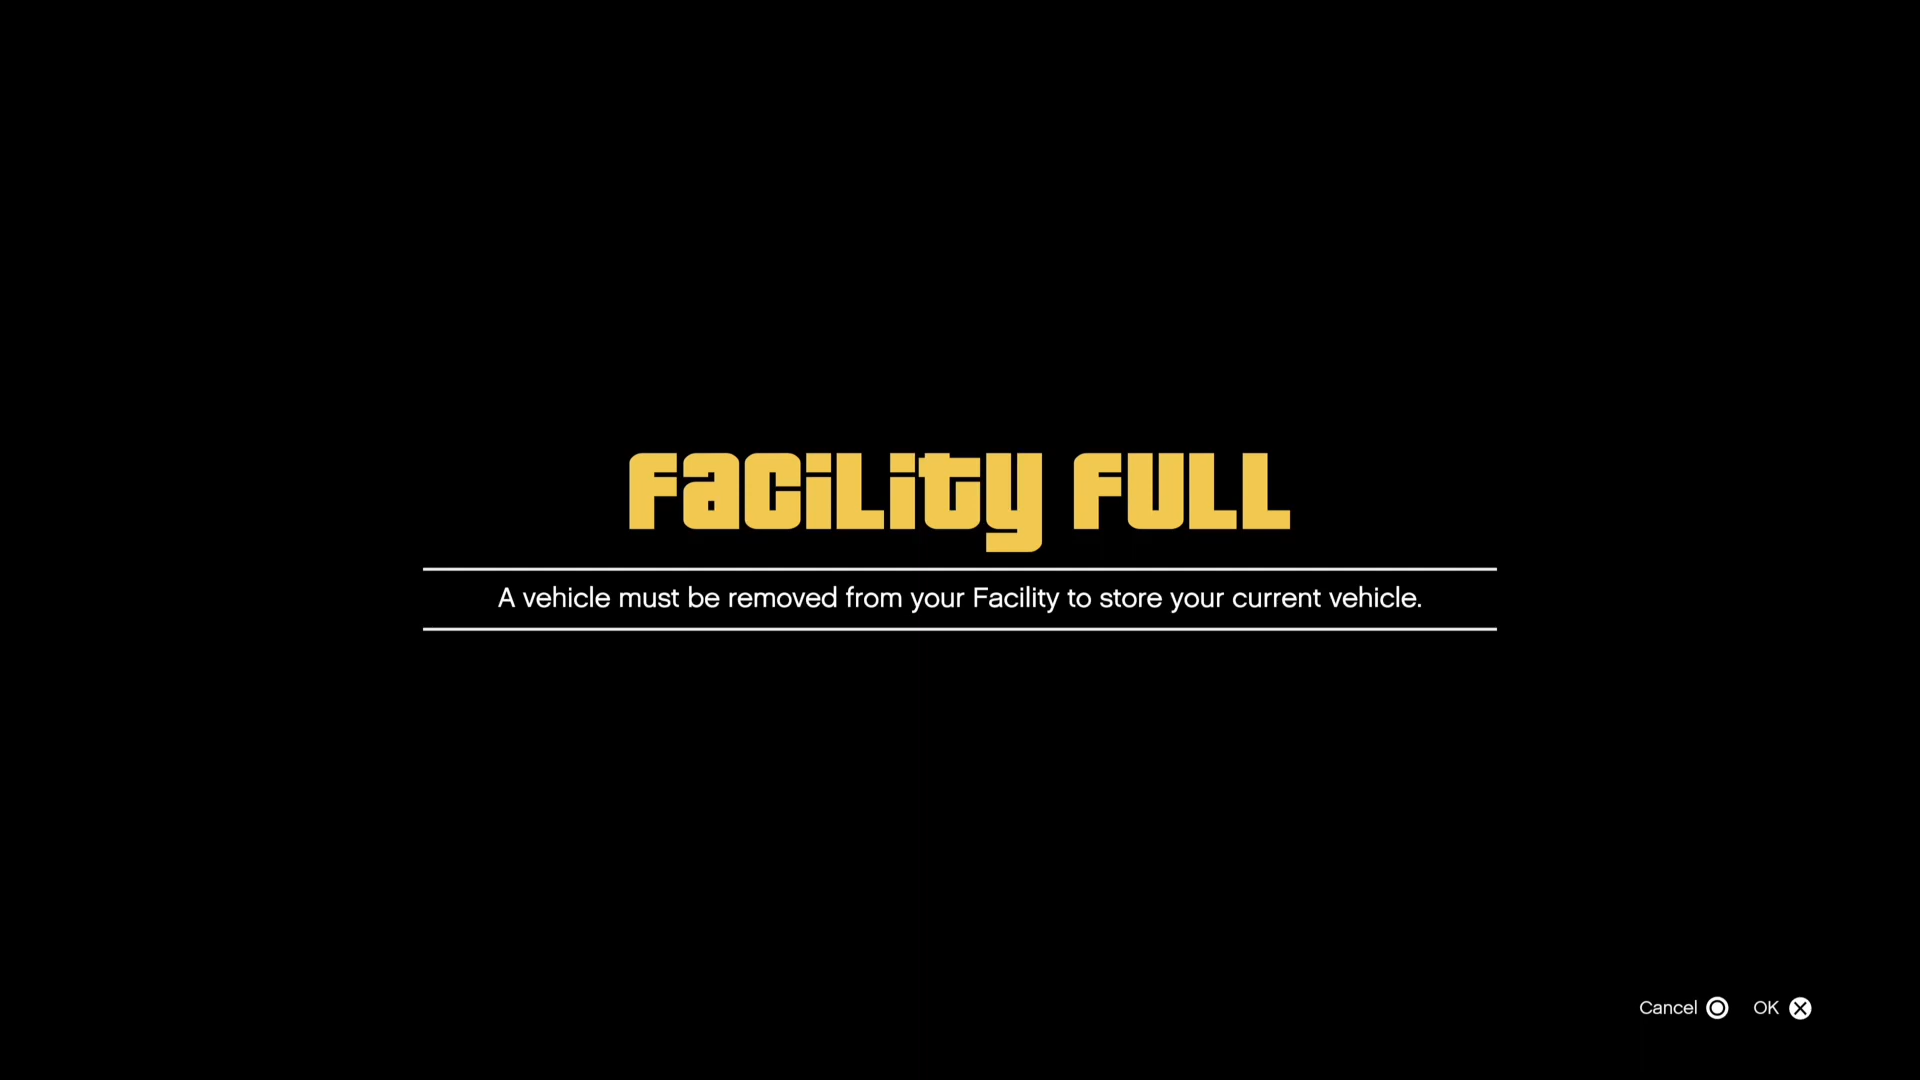 FaciLity FULL
A vehicle must be removed from your Facility to store your current vehicle.
Cancel OK